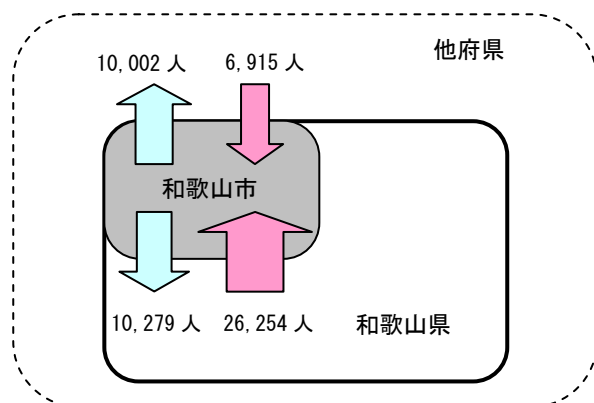 他府県
10,002 人 6,915 人
和歌山市
10,279 人 26,254 人 和歌山県